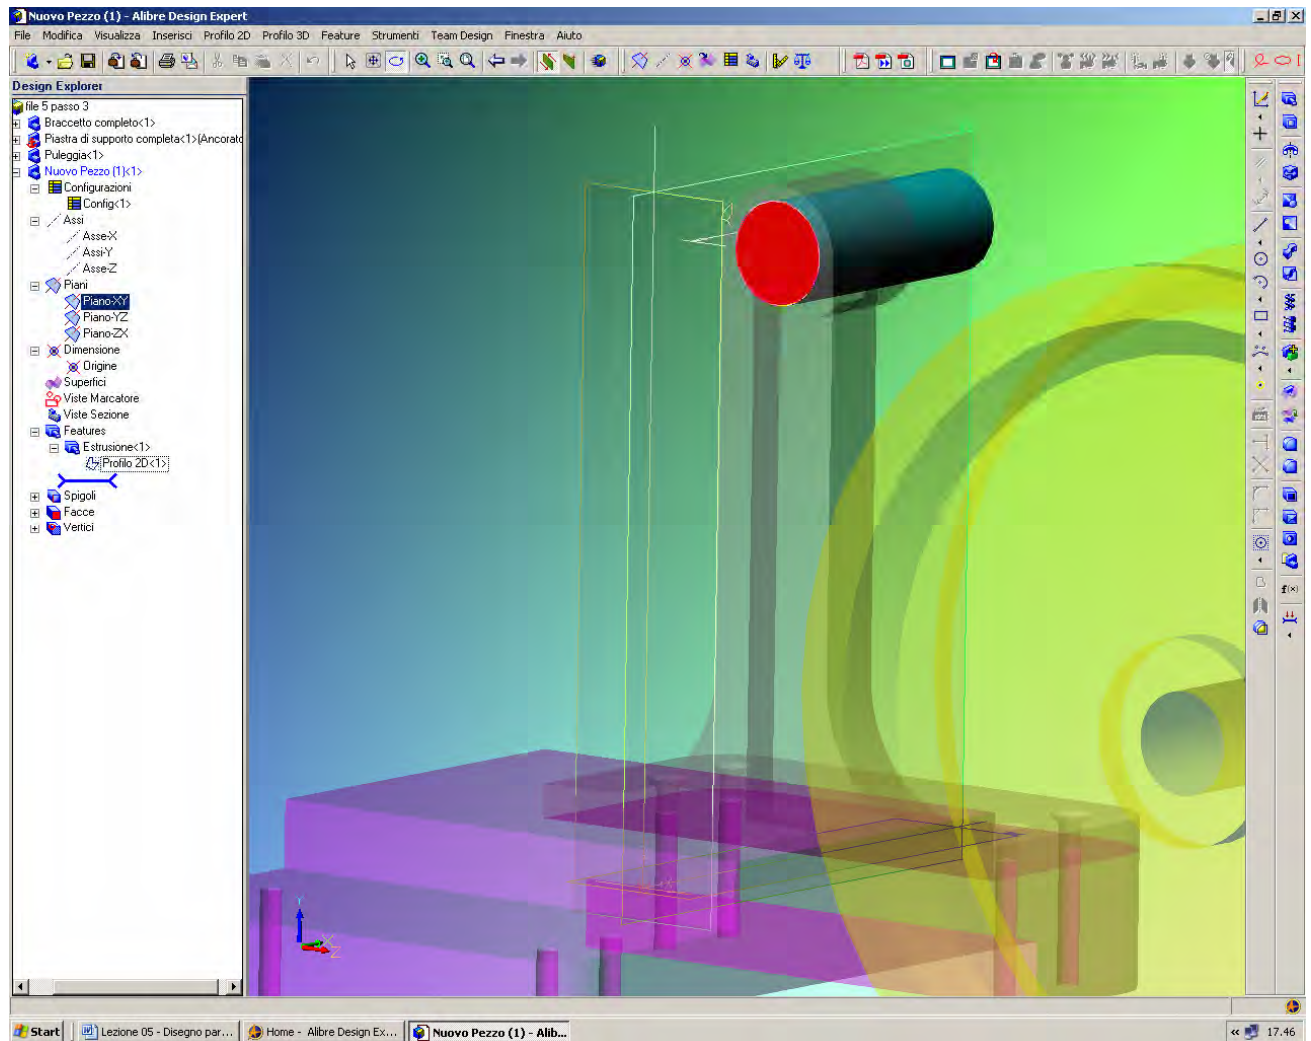 Nuovo Pezzo (1) - Alibre Design Expert
File Modifica Visualizza Inserisci Profilo 2D Profilo 3D Feature Strumenti Team Design Finestra Aiuto
Design Explorer
file 5 passo 3
Braccetto completo<1>
Piastra di supporto completa<1>(Ancorato
Puleggia<1>
Nuovo Pezzo (1)<1>
Configurazioni
Config<1>
Assi
Asse-X
Assi-Y
Asse-Z
Piani
Piano-XY
Piano-YZ
Piano-ZX
Dimensione
Origine
Superfici
Viste Marcatore
Viste Sezione
Features
Estrusione<1>
Profilo 2D<1>
Spigoli
Facce
Vertici
f(x)
Y
X
Z
Start
Lezione 05 - Disegno par...
Home - Alibre Design Ex...
Nuovo Pezzo (1) - Alib...
17.46